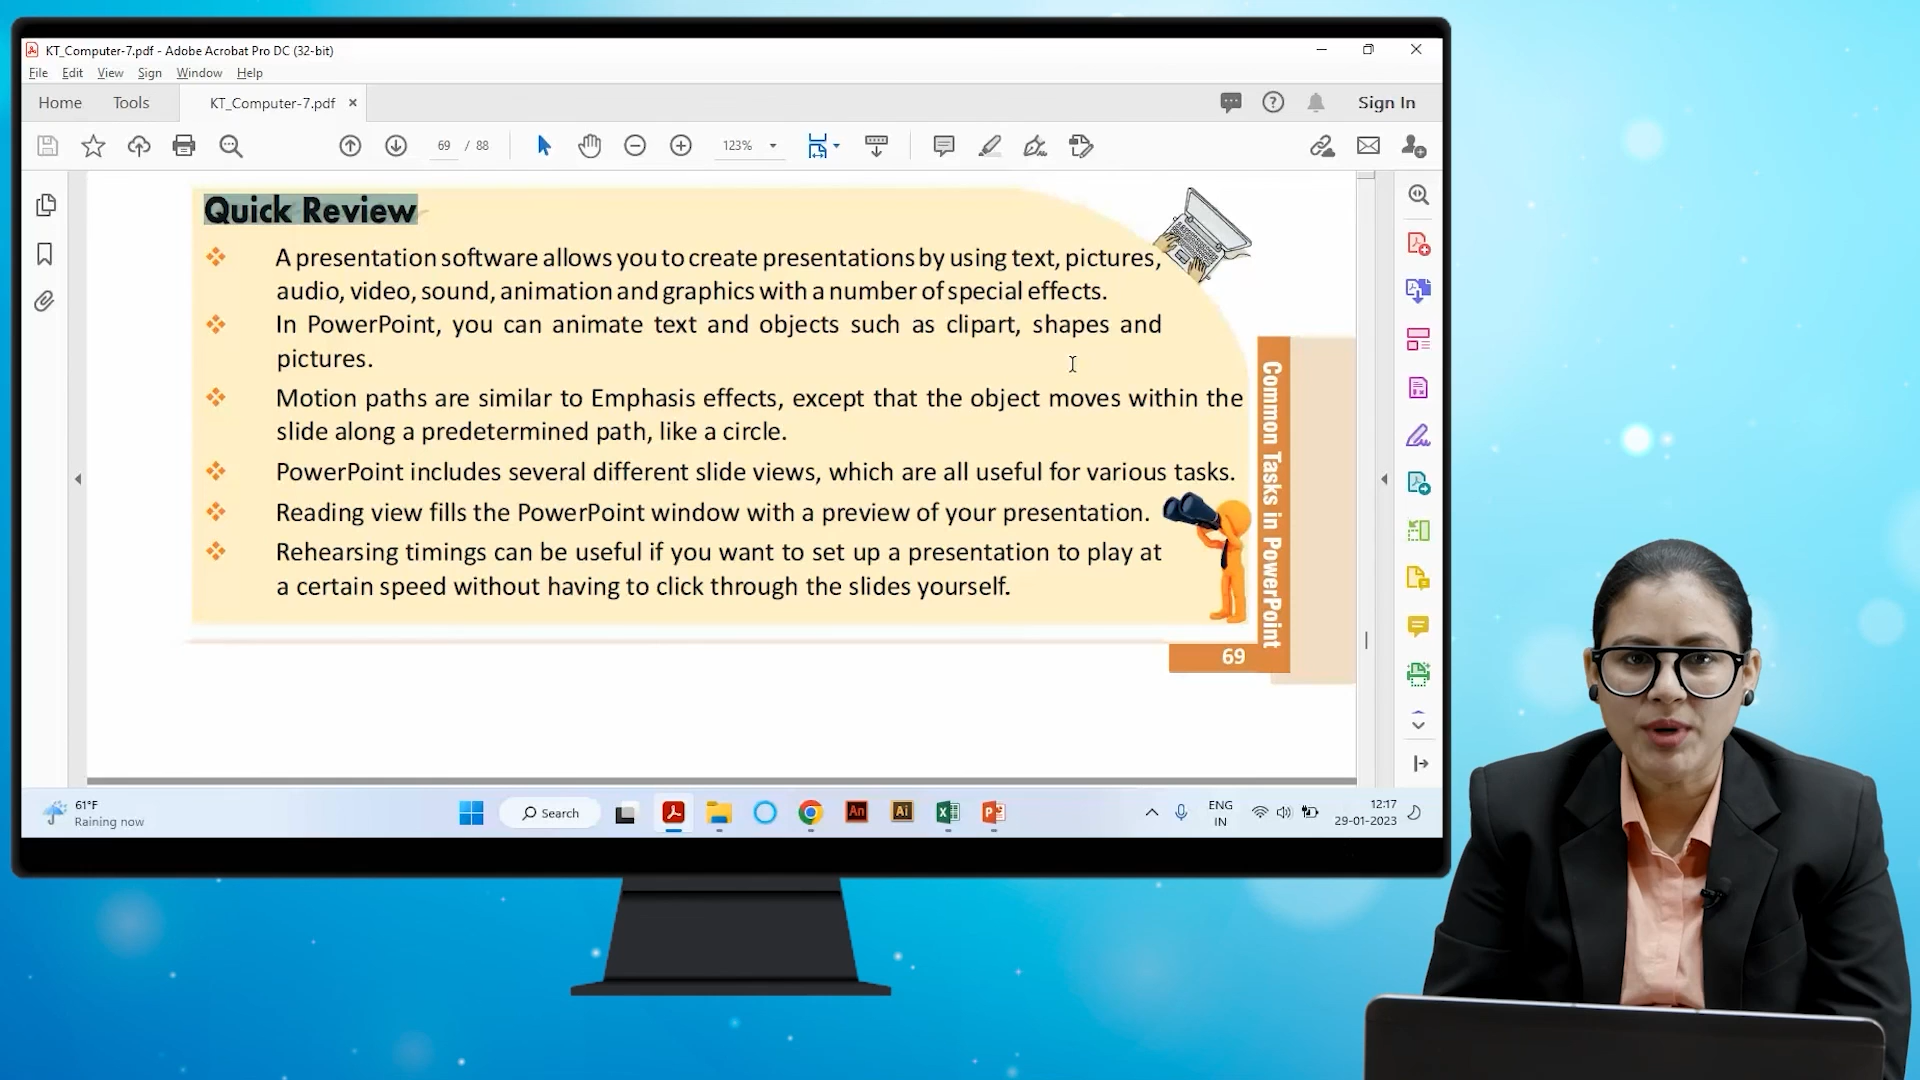 KT_Computer-7.pdf - Adobe Acrobat Pro DC (32-bit)
File Edit View Sign Window Help
Home Tools KT_Computer-7.pdf × Sign In
69 / 88 123%
Quick Review
A presentation software allows you to create presentations by using text, pictures,
audio, video, sound, animation and graphics with a number of special effects.
In PowerPoint, you can animate text and objects such as clipart, shapes and
pictures.
Motion paths are similar to Emphasis effects, except that the object moves within the
slide along a predetermined path, like a circle.
PowerPoint includes several different slide views, which are all useful for various tasks.
Reading view fills the PowerPoint window with a preview of your presentation.
Rehearsing timings can be useful if you want to set up a presentation to play at
a certain speed without having to click through the slides yourself.
Common Tasks in PowerPoint
69
61°F
Raining now
Search
An
Ai
ENG
IN
12:17
29-01-2023